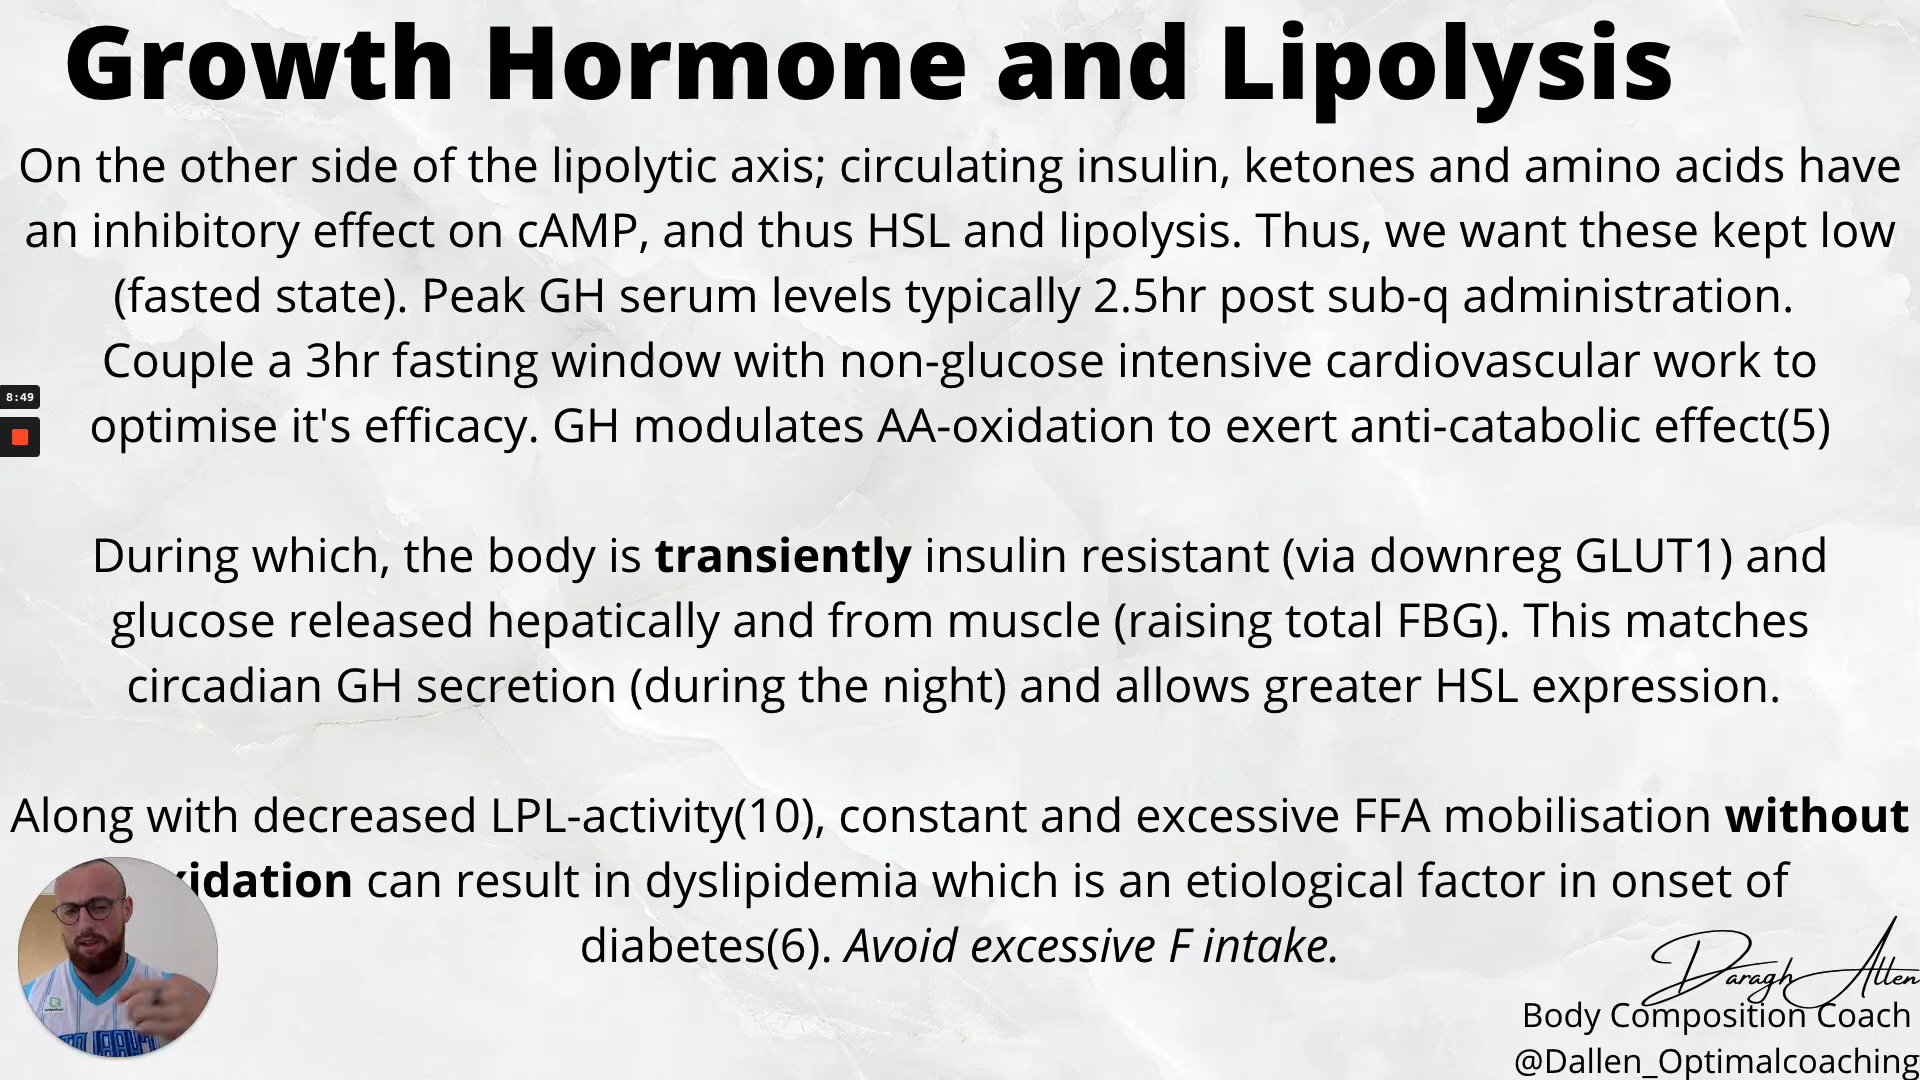 Growth Hormone and Lipolysis
On the other side of the lipolytic axis; circulating insulin, ketones and amino acids have
an inhibitory effect on cAMP, and thus HSL and lipolysis. Thus, we want these kept low
(fasted state). Peak GH serum levels typically 2.5hr post sub-q administration.
Couple a 3hr fasting window with non-glucose intensive cardiovascular work to
optimise it's efficacy. GH modulates AA-oxidation to exert anti-catabolic effect(5)
8:49
During which, the body is transiently insulin resistant (via downreg GLUT1) and
glucose released hepatically and from muscle (raising total FBG). This matches
circadian GH secretion (during the night) and allows greater HSL expression.
Along with decreased LPL-activity(10), constant and excessive FFA mobilisation without
idation can result in dyslipidemia which is an etiological factor in onset of
diabetes(6). Avoid excessive F intake.
Daragh Allen
Body Composition Coach
@Dallen_Optimalcoaching